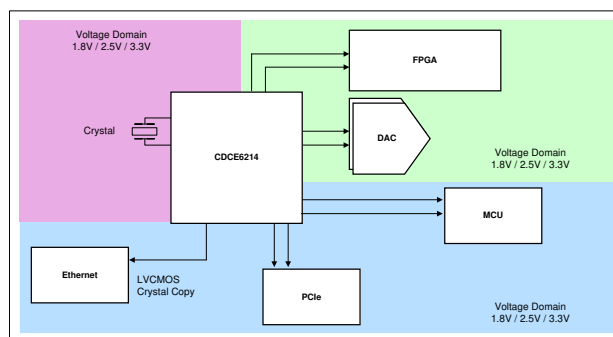 Voltage Domain
1.8V / 2.5V / 3.3V
FPGA
Crystal
CDCE6214
DAC
Voltage Domain
1.8V / 2.5V / 3.3V
MCU
Ethernet
LVCMOS
Crystal Copy
PCIe
Voltage Domain
1.8V / 2.5V / 3.3V